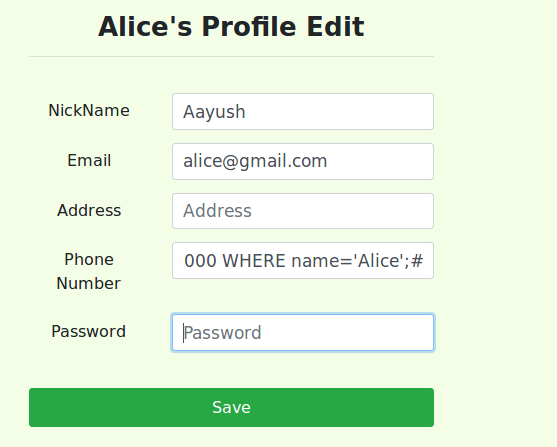 Alice's Profile Edit
NickName
Aayush
Email
alice@gmail.com
Address
Address
Phone
Number
000 WHERE name='Alice';#
Password
Password
Save